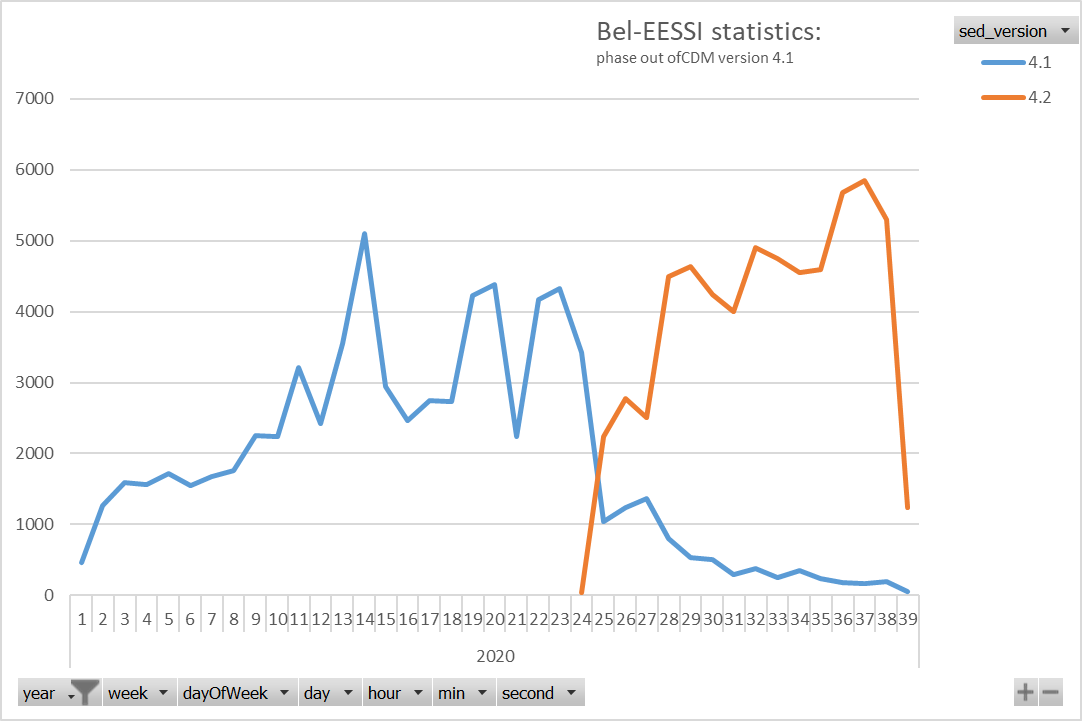 Bel-EESSI statistics:
phase out ofCDM version 4.1
sed_version
4.1
4.2
7000
6000
5000
4000
3000
2000
1000
0
1 2 3 4 5 6 7 8 9 10 11 12 13 14 15 16 17 18 19 20 21 22 23 24 25 26 27 28 29 30 31 32 33 34 35 36 37 38 39
2020
year week dayOfWeek day hour min second